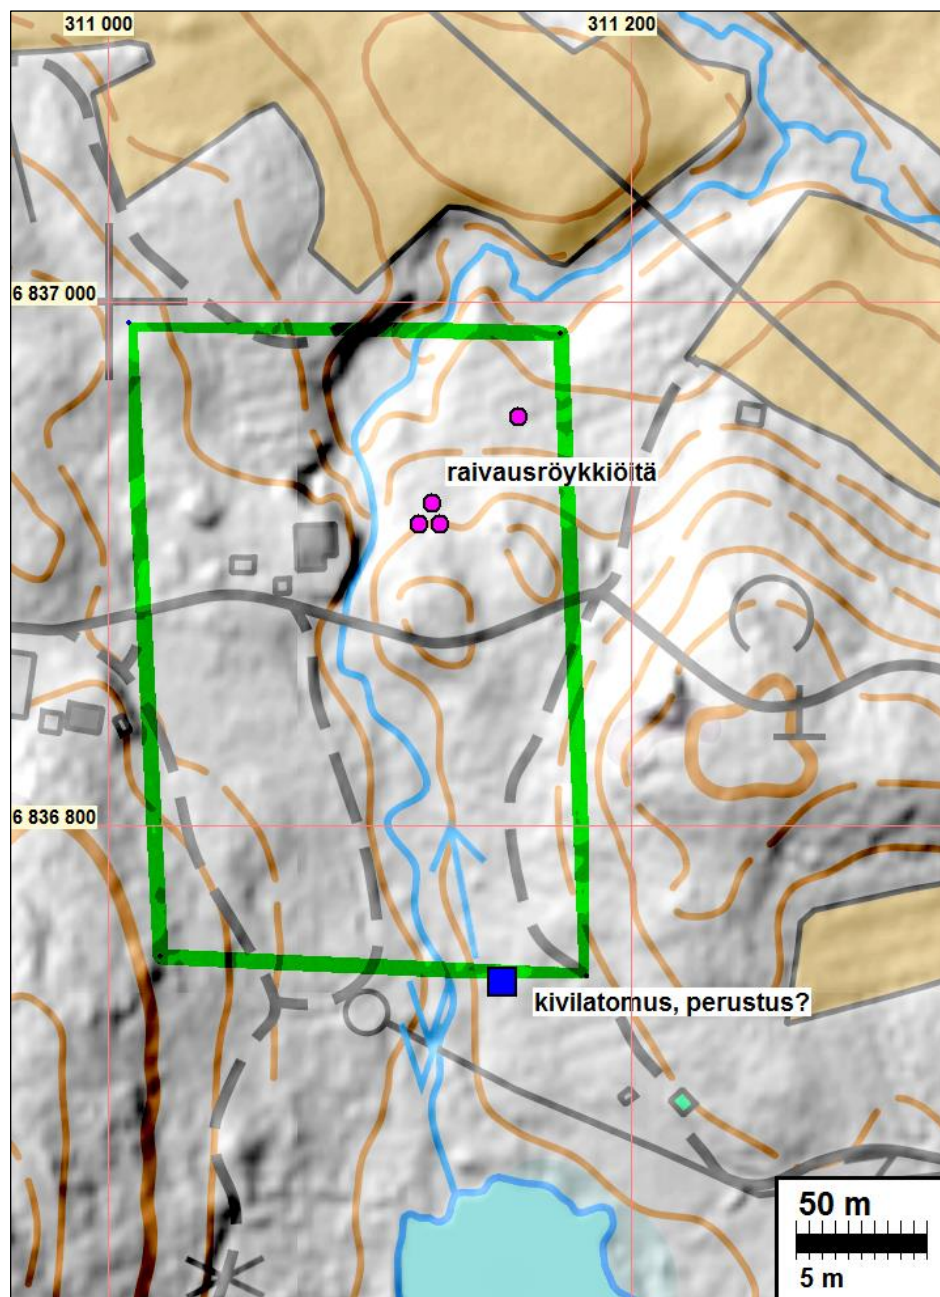 311 000
311 200
6 837 000
raivausröykkiöitä
6 836 800
kivilatomus, perustus?
50 m
5 m